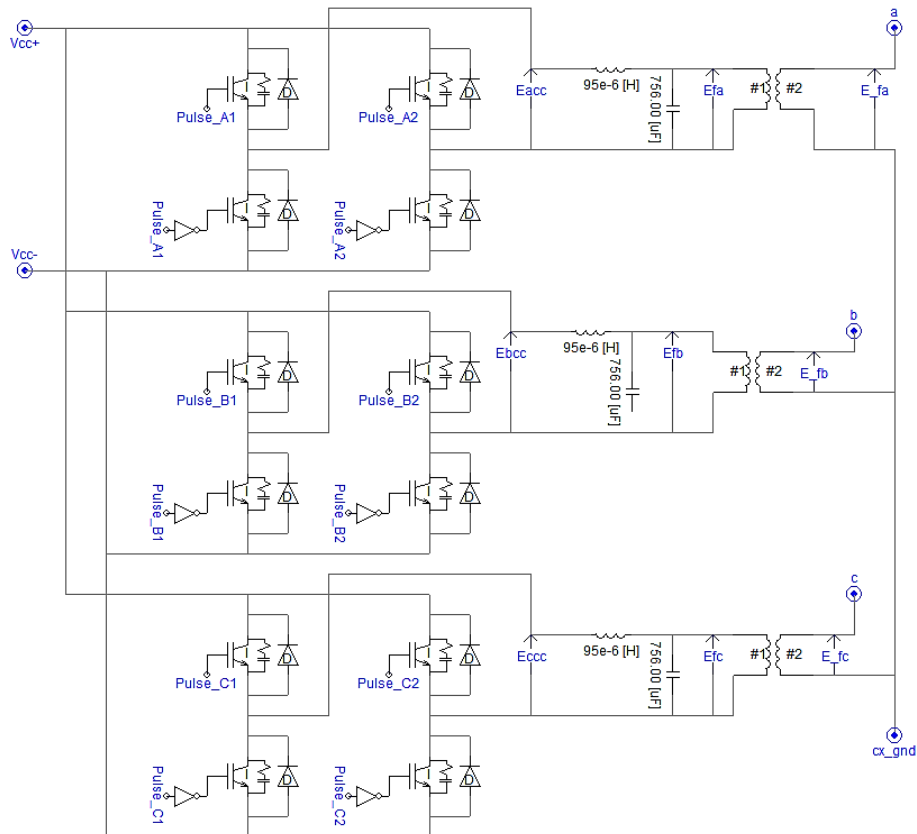 a
Vcc+
Pulse_A1
Pulse_A2
D
D
Eacc
95e-6 [H]
756.00 [uF]
Efa
#1
#2
E_fa
Pulse_A1
Pulse_A2
D
D
Vcc-
b
Pulse_B1
Pulse_B2
D
D
Ebcc
95e-6 [H]
756.00 [uF]
Efb
#1
#2
E_fb
Pulse_B1
Pulse_B2
D
D
c
Pulse_C1
Pulse_C2
D
D
Eccc
95e-6 [H]
756.00 [uF]
Efc
#1
#2
E_fc
cx_gnd
Pulse_C1
Pulse_C2
D
D